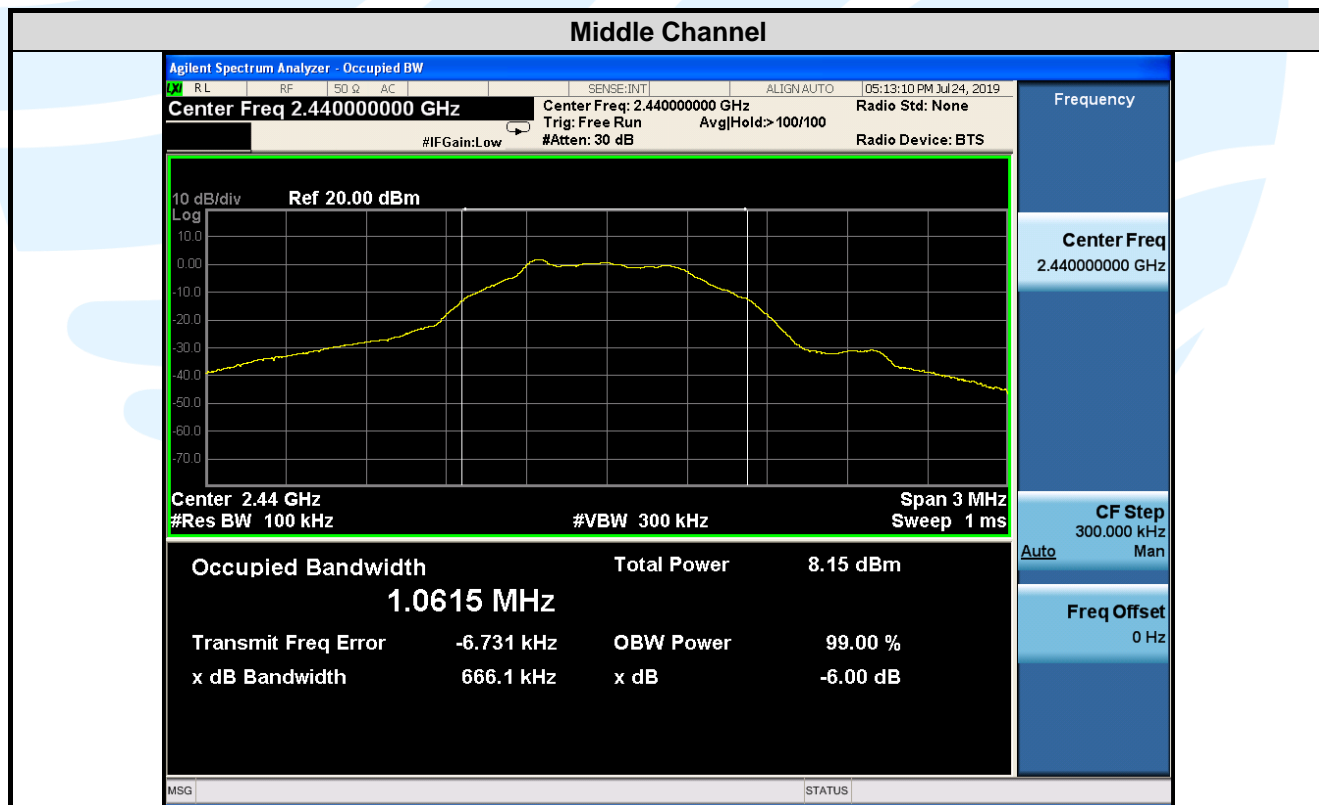 Middle Channel
Agilent Spectrum Analyzer - Occupied BW
LXI RL RF 50 Ω AC SENSE:INT ALIGN AUTO 05:13:10 PM Jul 24, 2019
Center Freq 2.440000000 GHz
#IFGain:Low
Center Freq: 2.440000000 GHz
Trig: Free Run Avg|Hold:>100/100
#Atten: 30 dB
Radio Std: None
Radio Device: BTS
10 dB/div Ref 20.00 dBm
Log
10.0
0.00
-10.0
-20.0
-30.0
-40.0
-50.0
-60.0
-70.0
Center 2.44 GHz Span 3 MHz
#Res BW 100 kHz #VBW 300 kHz Sweep 1 ms
Occupied Bandwidth Total Power 8.15 dBm
1.0615 MHz
Transmit Freq Error -6.731 kHz OBW Power 99.00 %
x dB Bandwidth 666.1 kHz x dB -6.00 dB
MSG STATUS
Frequency
Center Freq
2.440000000 GHz
CF Step
300.000 kHz
Auto Man
Freq Offset
0 Hz